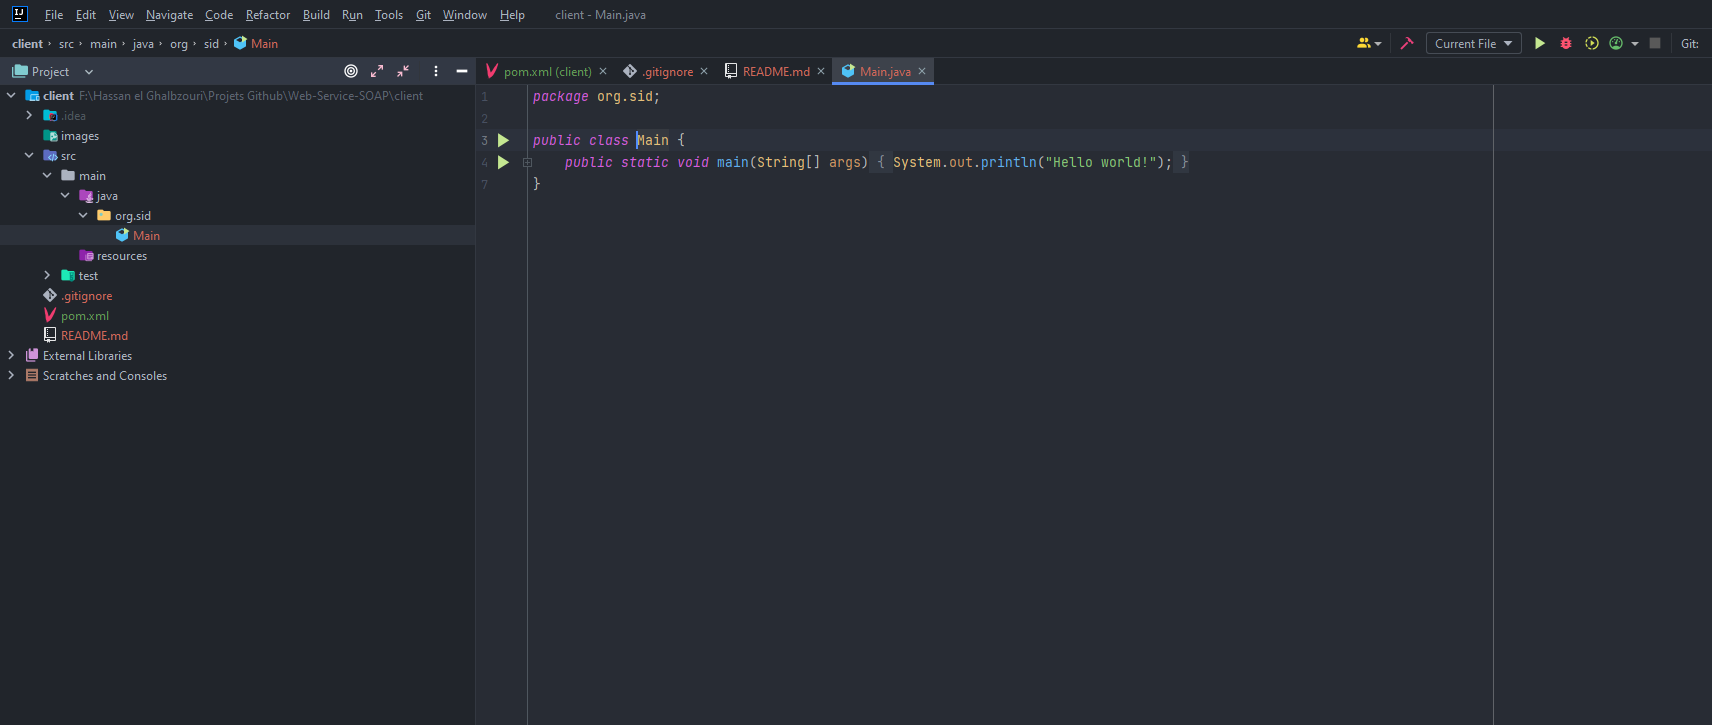 IJ File Edit View Navigate Code Refactor Build Run Tools Git Window Help client - Main.java
client › src › main › java › org › sid › Main Current File Git:
Project
client F:\Hassan el Ghalbzouri\Projets Github\Web-Service-SOAP\client
.idea
images
src
main
java
org.sid
Main
resources
test
.gitignore
pom.xml
README.md
External Libraries
Scratches and Consoles
pom.xml (client) .gitignore README.md Main.java
1 package org.sid;
2
3 public class Main {
4 public static void main(String[] args) { System.out.println("Hello world!"); }
7 }